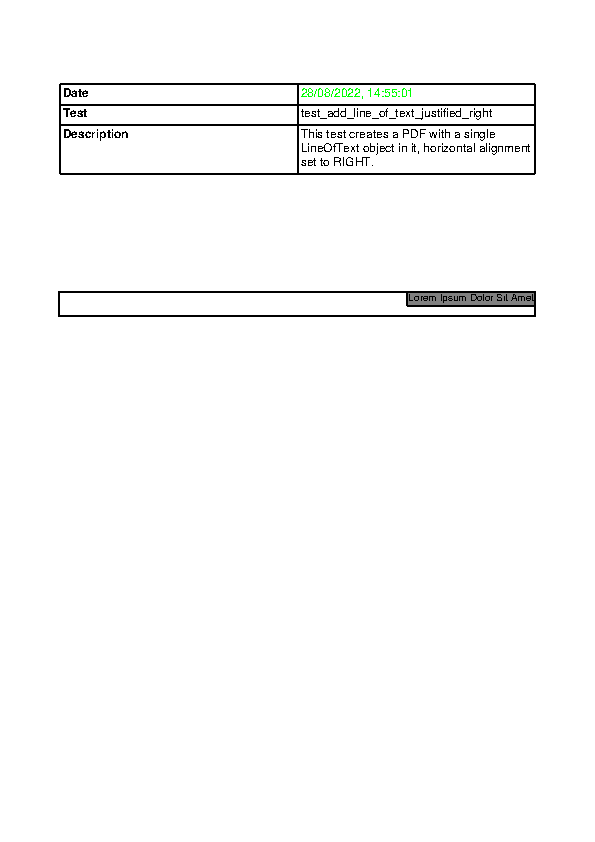 Date 28/08/2022, 14:55:01
Test test_add_line_of_text_justified_right
Description This test creates a PDF with a single
LineOfText object in it, horizontal alignment
set to RIGHT.
Lorem Ipsum Dolor Sit Amet